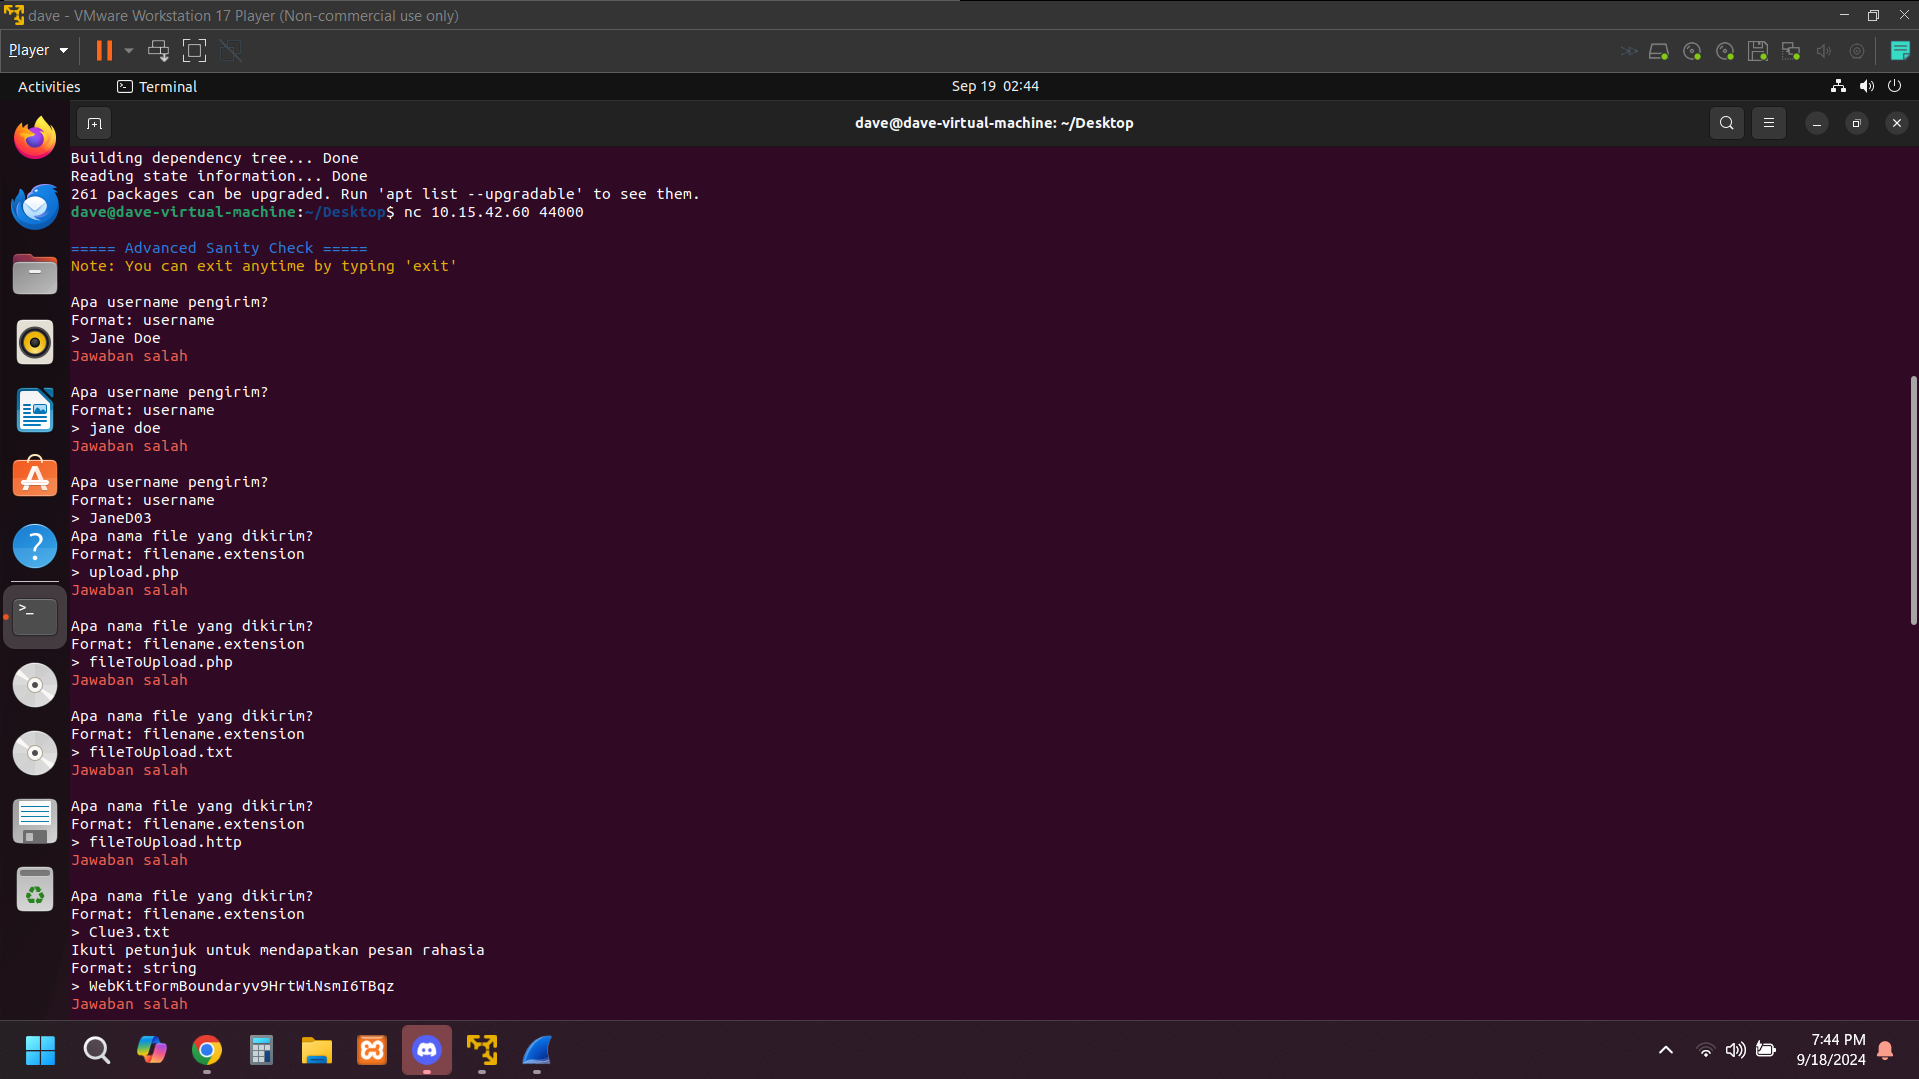 dave - VMware Workstation 17 Player (Non-commercial use only)
Player
Activities
Terminal
Sep 19 02:44
dave@dave-virtual-machine: ~/Desktop
Building dependency tree... Done
Reading state information... Done
261 packages can be upgraded. Run 'apt list --upgradable' to see them.
dave@dave-virtual-machine:~/Desktop$ nc 10.15.42.60 44000
===== Advanced Sanity Check =====
Note: You can exit anytime by typing 'exit'
Apa username pengirim?
Format: username
> Jane Doe
Jawaban salah
Apa username pengirim?
Format: username
> jane doe
Jawaban salah
Apa username pengirim?
Format: username
> JaneD03
Apa nama file yang dikirim?
Format: filename.extension
> upload.php
Jawaban salah
Apa nama file yang dikirim?
Format: filename.extension
> fileToUpload.php
Jawaban salah
Apa nama file yang dikirim?
Format: filename.extension
> fileToUpload.txt
Jawaban salah
Apa nama file yang dikirim?
Format: filename.extension
> fileToUpload.http
Jawaban salah
Apa nama file yang dikirim?
Format: filename.extension
> Clue3.txt
Ikuti petunjuk untuk mendapatkan pesan rahasia
Format: string
> WebKitFormBoundaryv9HrtWiNsmI6TBqz
Jawaban salah
7:44 PM
9/18/2024